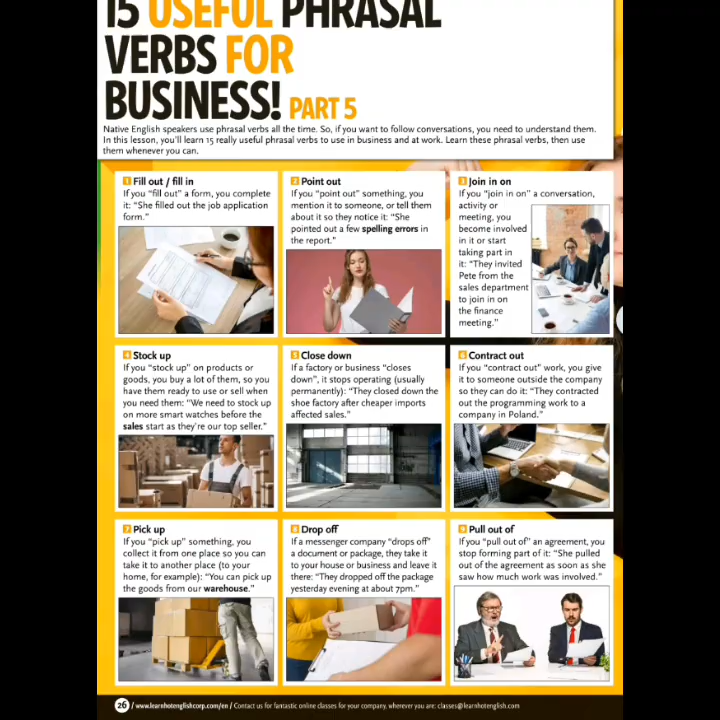 15 USEFUL PHRASAL
VERBS FOR
BUSINESS! PART 5
Native English speakers use phrasal verbs all the time. So, if you want to follow conversations, you need to understand them.
In this lesson, you'll learn 15 really useful phrasal verbs to use in business and at work. Learn these phrasal verbs, then use
them whenever you can.
1 Fill out / fill in
If you "fill out" a form, you complete
it: "She filled out the job application
form."
2 Point out
If you "point out" something, you
mention it to someone, or tell them
about it so they notice it: "She
pointed out a few spelling errors in
the report."
3 Join in on
If you "join in on" a conversation,
activity or
meeting, you
become involved
in it or start
taking part in
it: "They invited
Pete from the
sales department
to join in on
the finance
meeting."
4 Stock up
If you "stock up" on products or
goods, you buy a lot of them, so you
have them ready to use or sell when
you need them: "We need to stock up
on more smart watches before the
sales start as they're our top seller."
5 Close down
If a factory or business "closes
down", it stops operating (usually
permanently): "They closed down the
shoe factory after cheaper imports
affected sales."
6 Contract out
If you "contract out" work, you give
it to someone outside the company
so they can do it: "They contracted
out the programming work to a
company in Poland."
7 Pick up
If you "pick up" something, you
collect it from one place so you can
take it to another place (to your
home, for example): "You can pick up
the goods from our warehouse."
8 Drop off
If a messenger company "drops off"
a document or package, they take it
to your house or business and leave it
there: "They dropped off the package
yesterday evening at about 7pm."
9 Pull out of
If you "pull out of" an agreement, you
stop forming part of it: "She pulled
out of the agreement as soon as she
saw how much work was involved."
26 / www.learnhotenglishcorp.com/en / Contact us for fantastic online classes for your company, wherever you are: classes@learnhotenglish.com